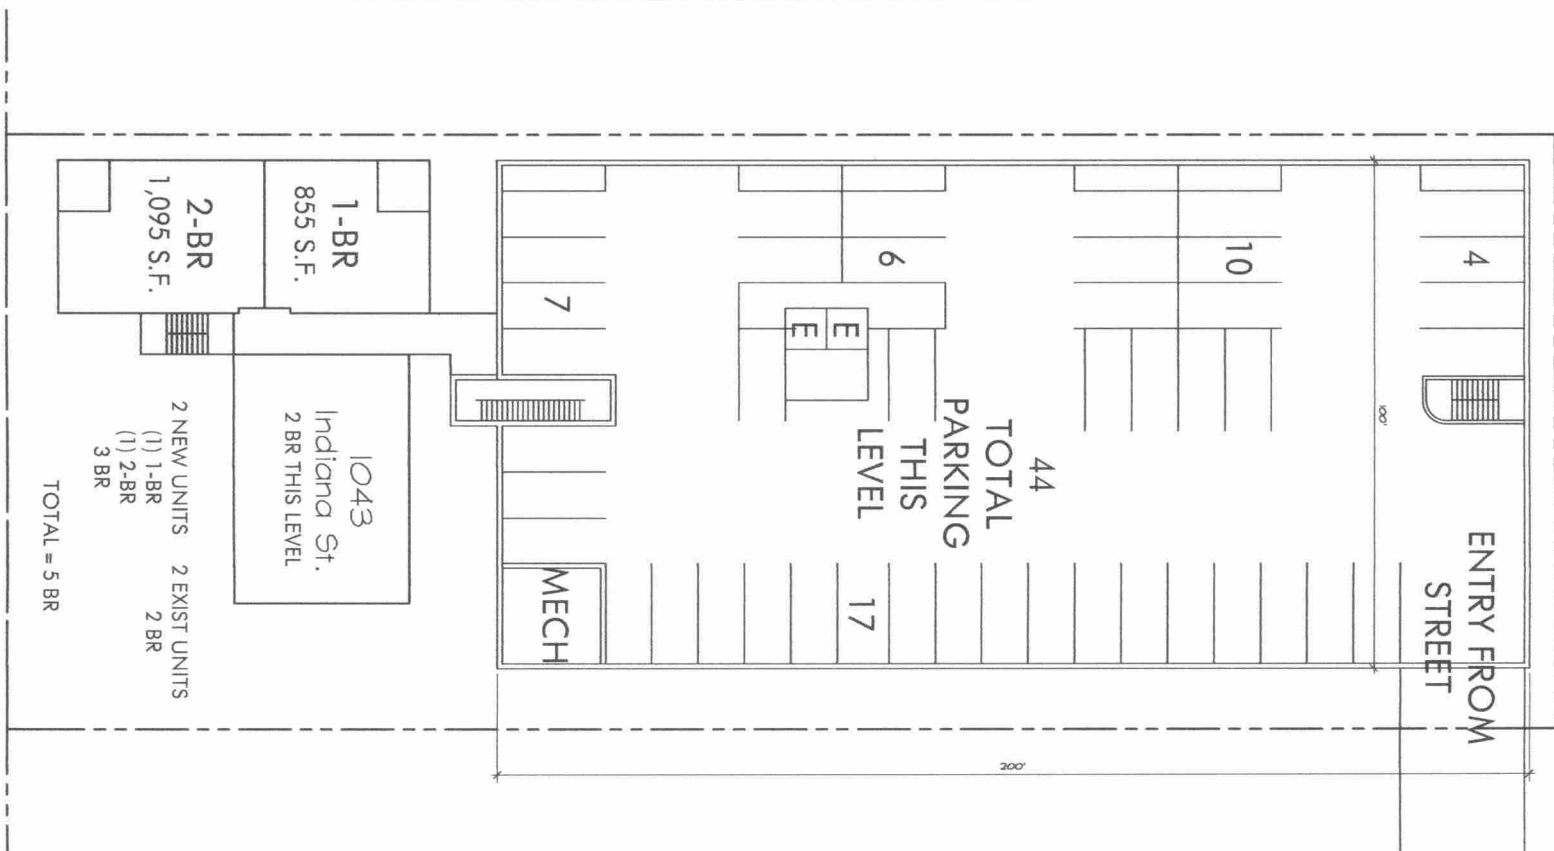 2-BR
1,095 S.F.
1-BR
855 S.F.
1043
Indiana St.
2 BR THIS LEVEL
2 NEW UNITS
(1) 1-BR
(1) 2-BR
3 BR
2 EXIST UNITS
2 BR
TOTAL = 5 BR
7
6
10
4
E
E
44
TOTAL
PARKING
THIS
LEVEL
17
MECH
ENTRY FROM
STREET
100'
200'